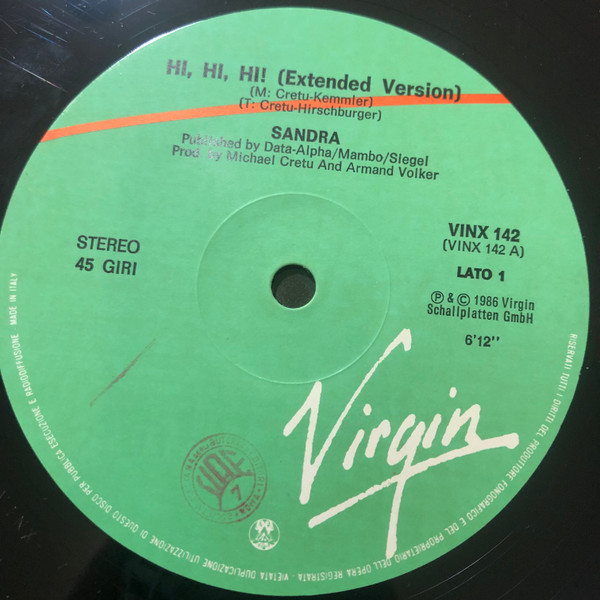 HI, HI, HI! (Extended Version)
(M: Cretu-Kemmler)
(T: Cretu-Hirschburger)
SANDRA
Published by Data-Alpha/Mambo/Siegel
Prod. by Michael Cretu And Armand Volker
STEREO
45 GIRI
VINX 142
(VINX 142 A)
LATO 1
℗ & © 1986 Virgin
Schallplatten GmbH
6'12"
Virgin
RISERVATI TUTTI I DIRITTI DEL PRODUTTORE FONOGRAFICO E DEL PROPRIETARIO DELL'OPERA REGISTRATA VIETATA DUPLICAZIONE UTILIZZAZIONE DI QUESTO DISCO PER PUBBLICA ESECUZIONE E RADIODIFFUSIONE MADE IN ITALY